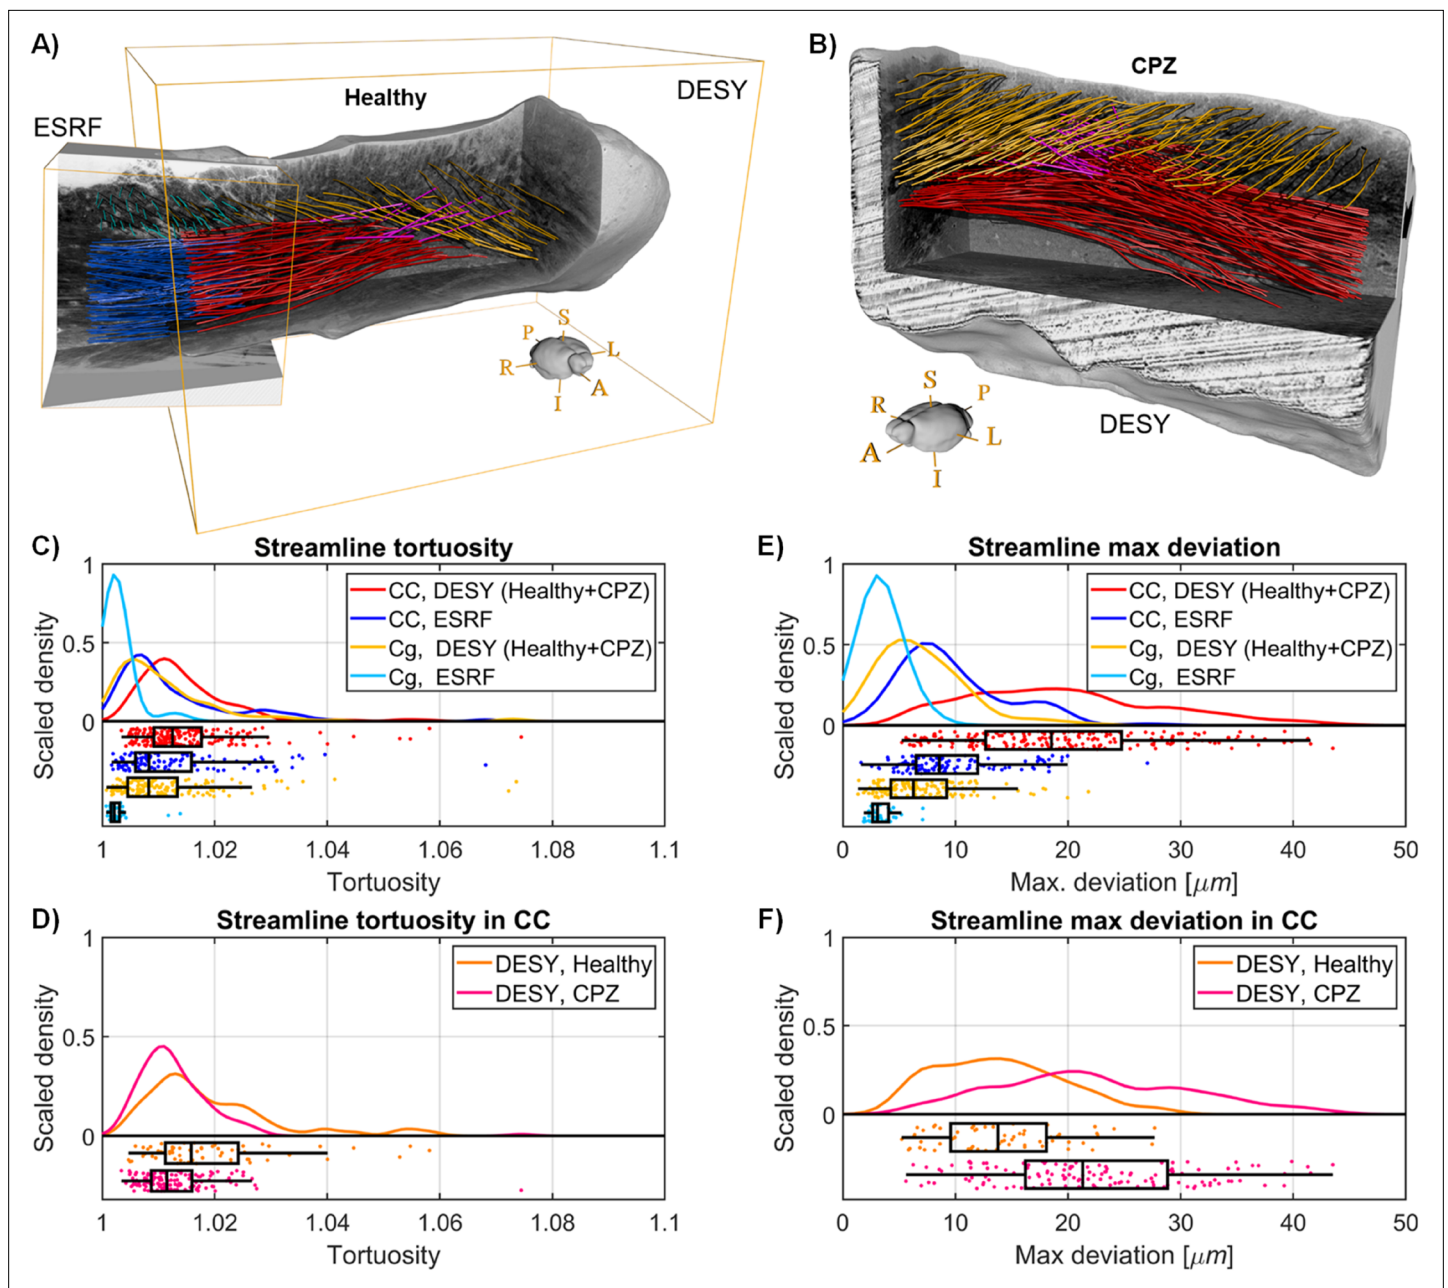 A)
Healthy
DESY
ESRF
P
S
L
R
A
I
B)
CPZ
S
R
P
L
A
I
DESY
C)
Streamline tortuosity
1
0.5
0
Scaled density
CC, DESY (Healthy+CPZ)
CC, ESRF
Cg, DESY (Healthy+CPZ)
Cg, ESRF
1
1.02
1.04
1.06
1.08
1.1
Tortuosity
E)
Streamline max deviation
1
0.5
0
Scaled density
CC, DESY (Healthy+CPZ)
CC, ESRF
Cg, DESY (Healthy+CPZ)
Cg, ESRF
0
10
20
30
40
50
Max. deviation [μm]
D)
Streamline tortuosity in CC
1
0.5
0
Scaled density
DESY, Healthy
DESY, CPZ
1
1.02
1.04
1.06
1.08
1.1
Tortuosity
F)
Streamline max deviation in CC
1
0.5
0
Scaled density
DESY, Healthy
DESY, CPZ
0
10
20
30
40
50
Max deviation [μm]